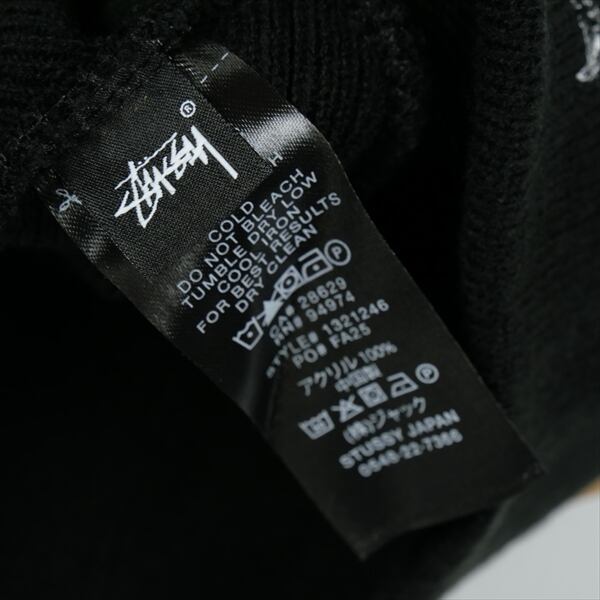 Stüssy ®
H
COLD
DO NOT BLEACH
TUMBLE DRY LOW
COOL IRON
FOR BEST RESULTS
DRY CLEAN
CA# 28629
RN# 94974
STYLE# 1321246
PO# FA25
アクリル 100%
中国製
(株)ジャック
STUSSY JAPAN
0548-22-7366